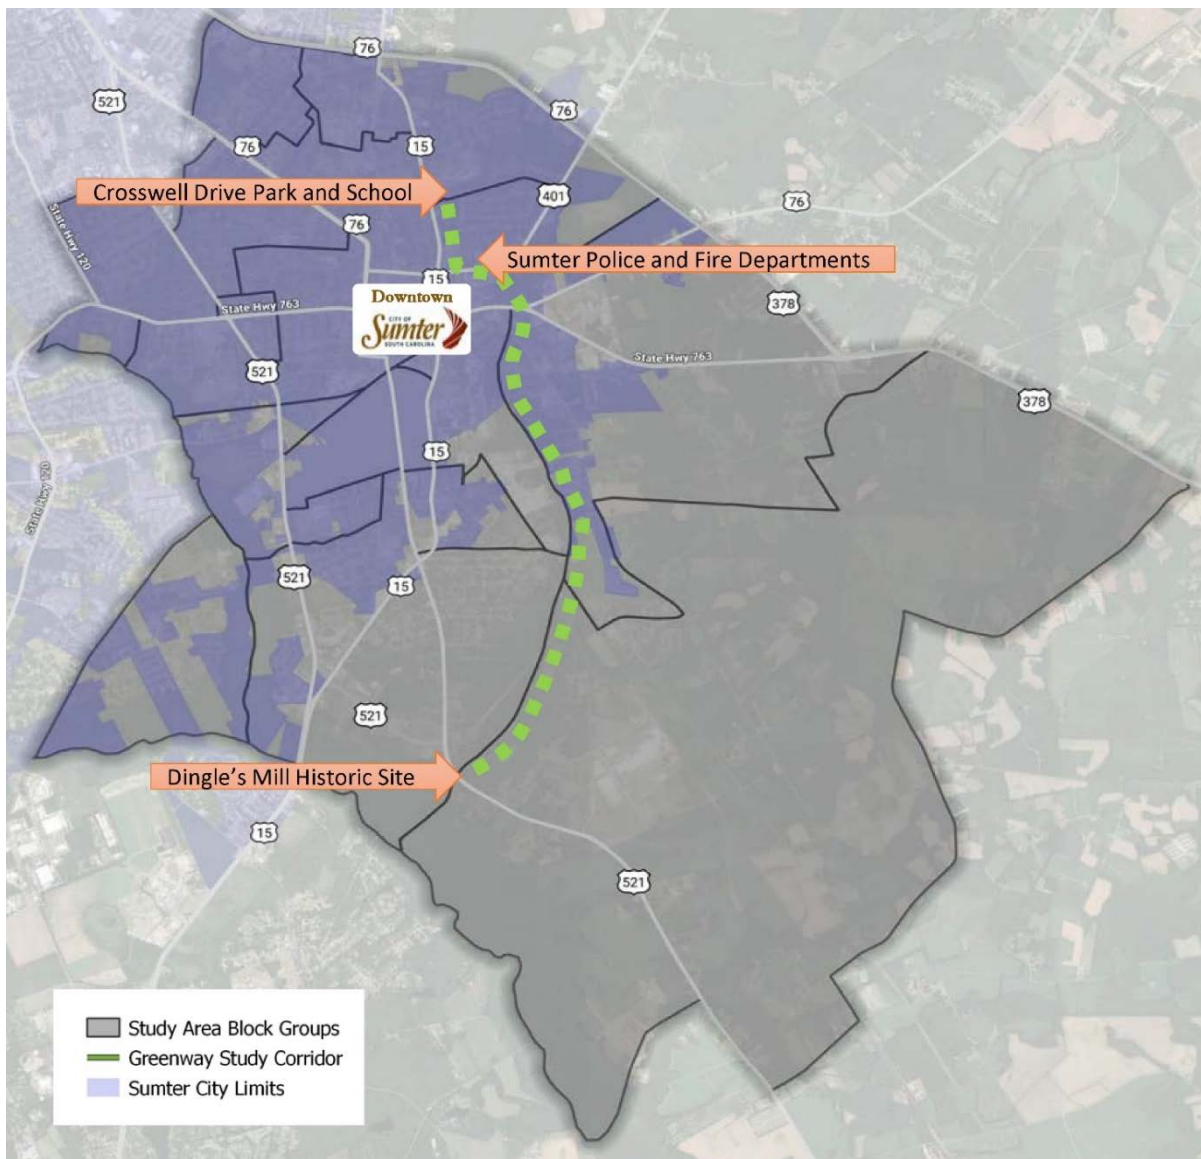 76
521
76
76
15
Crosswell Drive Park and School
401
76
State Hwy 120
76
Sumter Police and Fire Departments
15
Downtown
CITY OF
Sumter
SOUTH CAROLINA
State Hwy 763
378
State Hwy 763
521
378
15
State Hwy 120
521
15
521
Dingle's Mill Historic Site
15
521
Study Area Block Groups
Greenway Study Corridor
Sumter City Limits